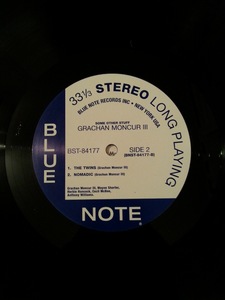 33 1/3 STEREO LONG PLAYING
BLUE NOTE RECORDS INC • NEW YORK USA
SOME OTHER STUFF
GRACHAN MONCUR III
BST-84177
SIDE 2
(BNST-84177-B)
1. THE TWINS (Grachan Moncur III)
2. NOMADIC (Grachan Moncur III)
Grachan Moncur III, Wayne Shorter,
Herbie Hancock, Cecil McBee,
Anthony Williams.
BLUE
NOTE